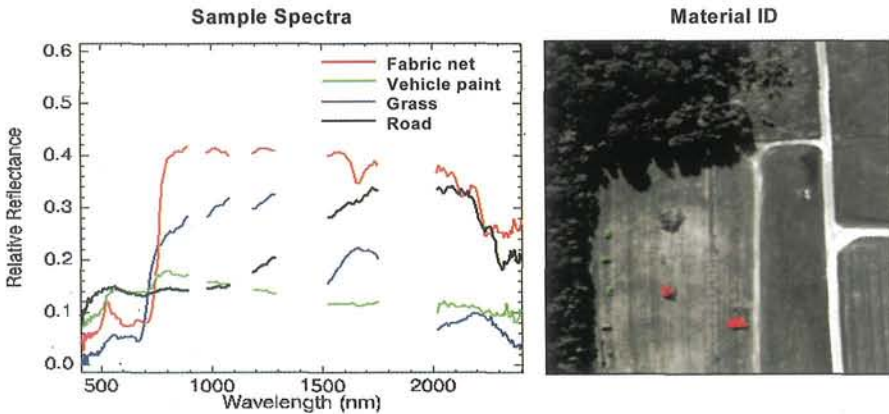 Sample Spectra
Material ID
0.6
0.5
0.4
0.3
0.2
0.1
0.0
Relative Reflectance
Fabric net
Vehicle paint
Grass
Road
500 1000 1500 2000
Wavelength (nm)